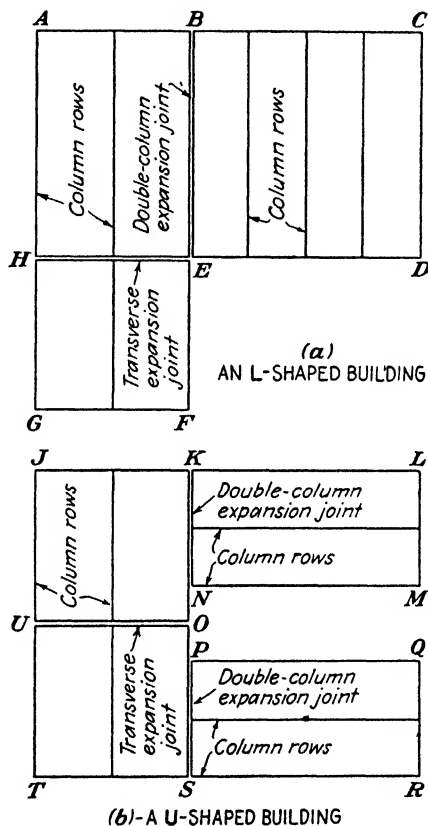 A B C
Column rows
Double-column
expansion joint
Column rows
H E D
Transverse
expansion
joint
(a)
AN L-SHAPED BUILDING
G F
J K L
Column rows
Double-column
expansion joint
Column rows
N M
U O
P Q
Transverse
expansion
joint
Double-column
expansion joint
Column rows
T S R
(b)-A U-SHAPED BUILDING